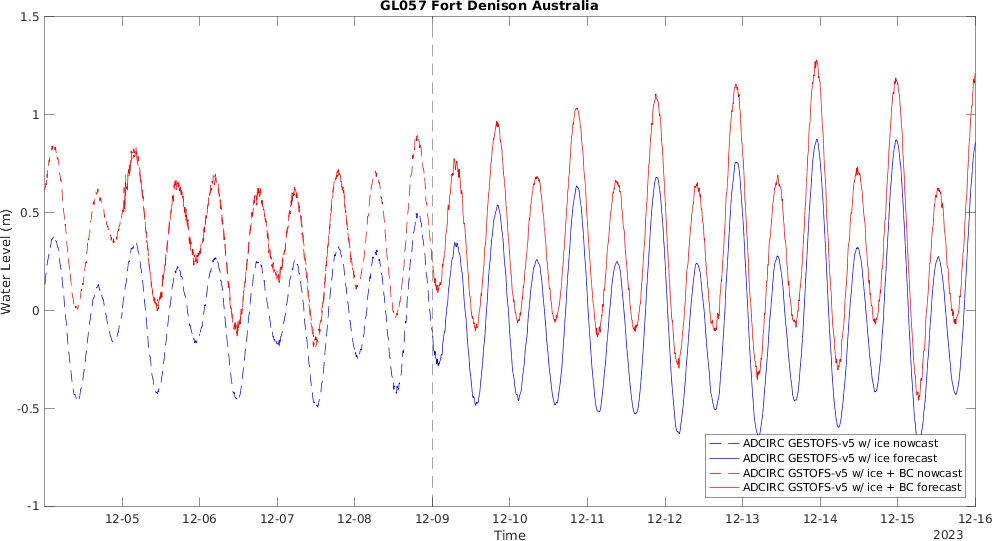 GL057 Fort Denison Australia
1.5
1
0.5
0
-0.5
-1
Water Level (m)
12-05 12-06 12-07 12-08 12-09 12-10 12-11 12-12 12-13 12-14 12-15 12-16
Time
2023
ADCIRC GESTOFS-v5 w/ ice nowcast
ADCIRC GESTOFS-v5 w/ ice forecast
ADCIRC GSTOFS-v5 w/ ice + BC nowcast
ADCIRC GSTOFS-v5 w/ ice + BC forecast